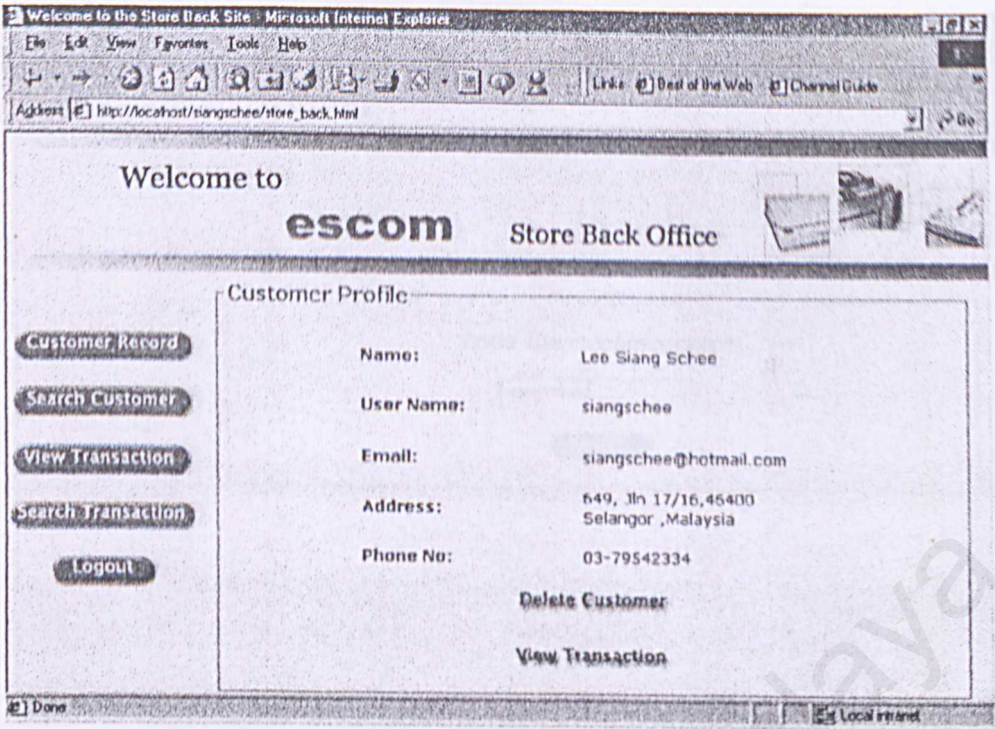 Welcome to the Store Back Site - Microsoft Internet Explorer
File Edit View Favorites Tools Help
Links Best of the Web Channel Guide
Address http://localhost/siangschee/store_back.html Go
Welcome to
escom Store Back Office
Customer Profile
Customer Record
Search Customer
View Transaction
Search Transaction
Logout
Name: Lee Siang Schee
User Name: siangschee
Email: siangschee@hotmail.com
Address: 649, Jln 17/16,46400
Selangor ,Malaysia
Phone No: 03-79542334
Delete Customer
View Transaction
Done Local intranet
laya